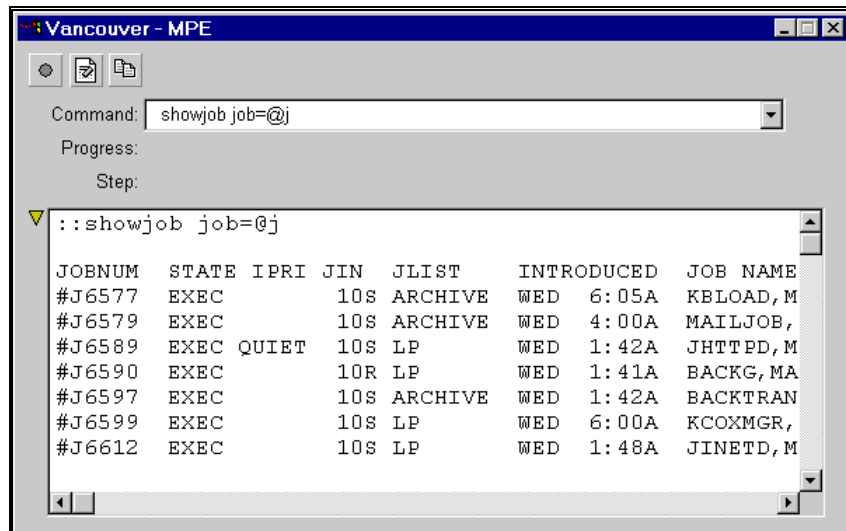 Vancouver - MPE
Command: showjob job=@j
Progress:
Step:
::showjob job=@j
JOBNUM STATE IPRI JIN JLIST INTRODUCED JOB NAME
#J6577 EXEC 10S ARCHIVE WED 6:05A KBLOAD,M
#J6579 EXEC 10S ARCHIVE WED 4:00A MAILJOB,
#J6589 EXEC QUIET 10S LP WED 1:42A JHTTPD,M
#J6590 EXEC 10R LP WED 1:41A BACKG,MA
#J6597 EXEC 10S ARCHIVE WED 1:42A BACKTRAN
#J6599 EXEC 10S LP WED 6:00A KCOXMGR,
#J6612 EXEC 10S LP WED 1:48A JINETD,M